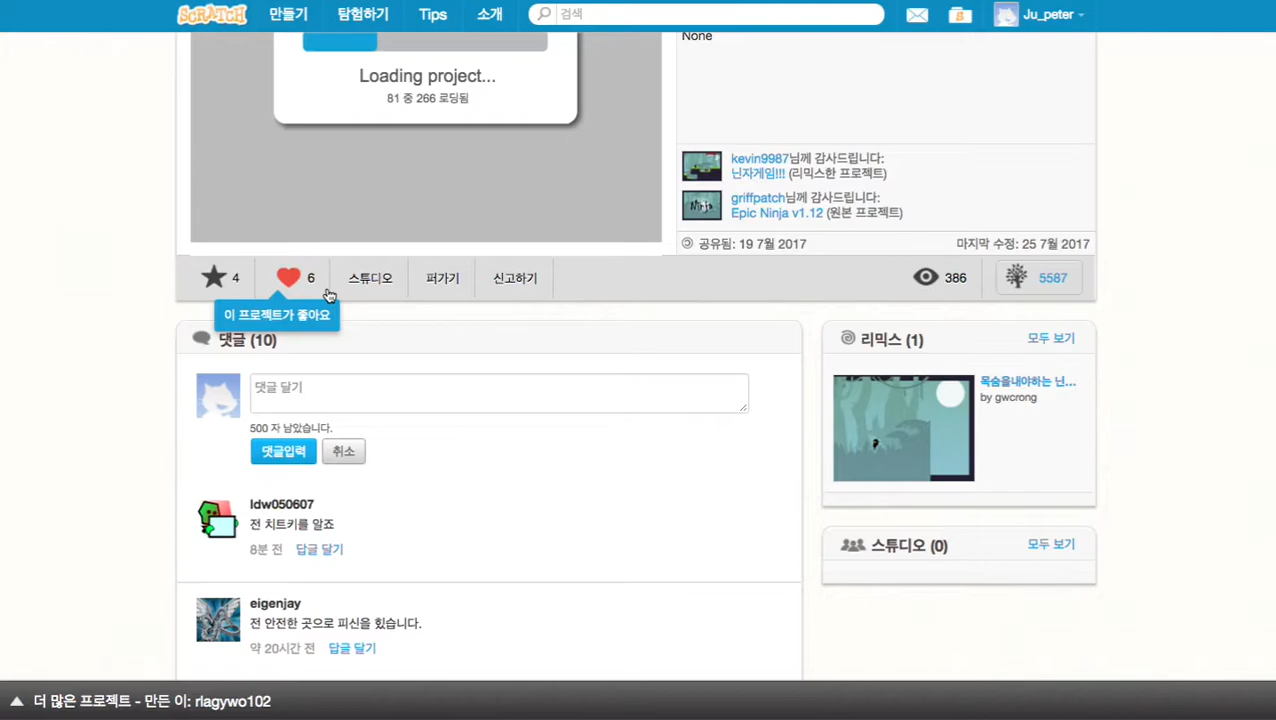 SCRATCH 만들기 탐험하기 Tips 소개 검색 Ju_peter
None
Loading project...
81 중 266 로딩됨
kevin9987님께 감사드립니다:
닌자게임!!! (리믹스한 프로젝트)
griffpatch님께 감사드립니다:
Epic Ninja v1.12 (원본 프로젝트)
공유됨: 19 7월 2017 마지막 수정: 25 7월 2017
4 6 스튜디오 퍼가기 신고하기 386 5587
이 프로젝트가 좋아요
댓글 (10)
댓글 달기
500 자 남았습니다.
댓글입력 취소
ldw050607
전 치트키를 알죠
8분 전 답글 달기
eigenjay
전 안전한 곳으로 피신을 힜습니다.
약 20시간 전 답글 달기
리믹스 (1) 모두 보기
목숨을내야하는 닌...
by gwcrong
스튜디오 (0) 모두 보기
더 많은 프로젝트 - 만든 이: rlagywo102